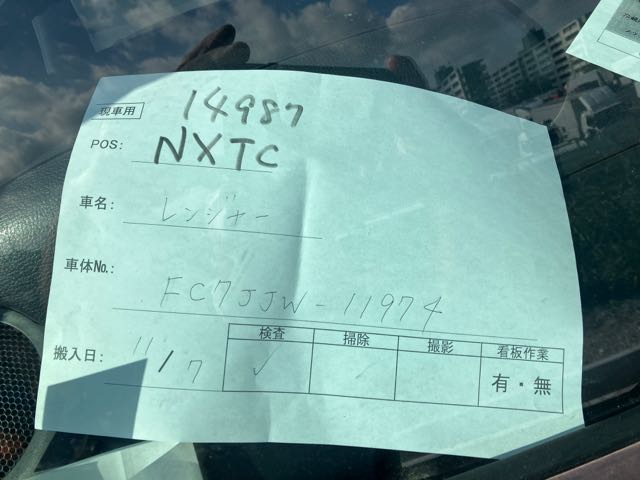 現車用 14987
POS: NXTC
車名: レンジャー
車体No.: FC7JJW-11974
搬入日: 11/7
検査 掃除 撮影 看板作業
✓ 有・無